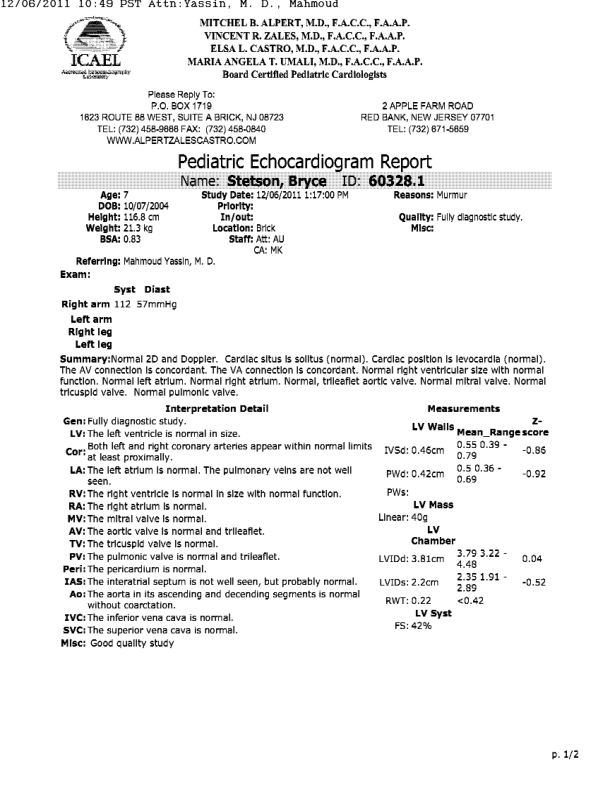 12/06/2011 10:49 PST Attn:Yassin, M. D., Mahmoud
MITCHEL B. ALPERT, M.D., F.A.C.C., F.A.A.P.
VINCENT R. ZALES, M.D., F.A.C.C., F.A.A.P.
ELSA L. CASTRO, M.D., F.A.C.C., F.A.A.P.
MARIA ANGELA T. UMALI, M.D., F.A.C.C., F.A.A.P.
Board Certified Pediatric Cardiologists
ICAEL
Accredited Echocardiography
Laboratory
Please Reply To:
P.O. BOX 1719
1623 ROUTE 88 WEST, SUITE A BRICK, NJ 08723
TEL: (732) 458-9666 FAX: (732) 458-0840
WWW.ALPERTZALESCASTRO.COM
2 APPLE FARM ROAD
RED BANK, NEW JERSEY 07701
TEL: (732) 671-5659
Pediatric Echocardiogram Report
Name: Stetson, Bryce ID: 60328.1
Age: 7 Study Date: 12/06/2011 1:17:00 PM Reasons: Murmur
DOB: 10/07/2004 Priority:
Height: 116.8 cm In/out: Quality: Fully diagnostic study.
Weight: 21.3 kg Location: Brick Misc:
BSA: 0.83 Staff: Att: AU
CA: MK
Referring: Mahmoud Yassin, M. D.
Exam:
Syst Diast
Right arm 112 57mmHg
Left arm
Right leg
Left leg
Summary:Normal 2D and Doppler. Cardiac situs is solitus (normal). Cardiac position is levocardia (normal).
The AV connection is concordant. The VA connection is concordant. Normal right ventricular size with normal
function. Normal left atrium. Normal right atrium. Normal, trileaflet aortic valve. Normal mitral valve. Normal
tricuspid valve. Normal pulmonic valve.
Interpretation Detail
Gen: Fully diagnostic study.
LV: The left ventricle is normal in size.
Cor: Both left and right coronary arteries appear within normal limits
at least proximally.
LA: The left atrium is normal. The pulmonary veins are not well
seen.
RV: The right ventricle is normal in size with normal function.
RA: The right atrium is normal.
MV: The mitral valve is normal.
AV: The aortic valve is normal and trileaflet.
TV: The tricuspid valve is normal.
PV: The pulmonic valve is normal and trileaflet.
Peri: The pericardium is normal.
IAS: The interatrial septum is not well seen, but probably normal.
Ao: The aorta in its ascending and decending segments is normal
without coarctation.
IVC: The inferior vena cava is normal.
SVC: The superior vena cava is normal.
Misc: Good quality study
Measurements
LV Walls Mean_Range Z-score
IVSd: 0.46cm 0.55 0.39 - 0.79 -0.86
PWd: 0.42cm 0.5 0.36 - 0.69 -0.92
PWs:
LV Mass
Linear: 40g
LV
Chamber
LVIDd: 3.81cm 3.79 3.22 - 4.48 0.04
LVIDs: 2.2cm 2.35 1.91 - 2.89 -0.52
RWT: 0.22 <0.42
LV Syst
FS: 42%
p. 1/2